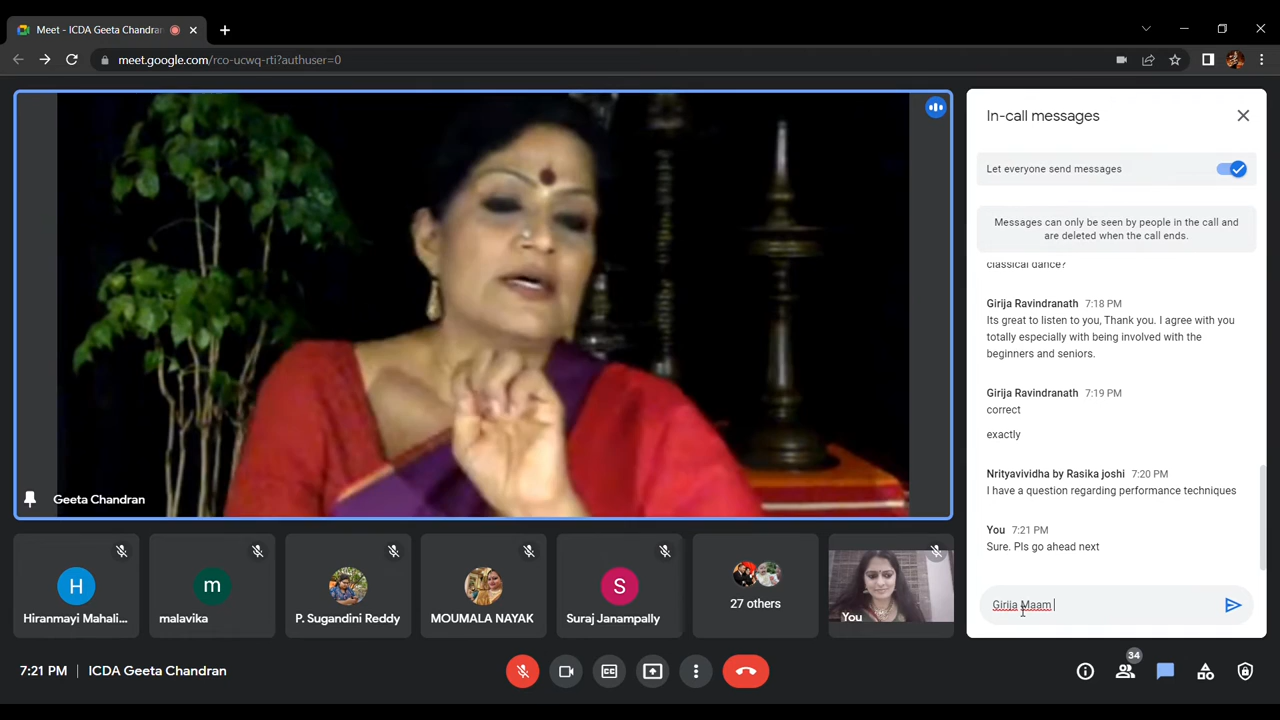 Meet - ICDA Geeta Chandran
meet.google.com/rco-ucwq-rti?authuser=0
Geeta Chandran
H
Hiranmayi Mahali...
m
malavika
P. Sugandini Reddy
MOUMALA NAYAK
S
Suraj Janampally
27 others
You
In-call messages
Let everyone send messages
Messages can only be seen by people in the call and
are deleted when the call ends.
classical dance?
Girija Ravindranath 7:18 PM
Its great to listen to you, Thank you. I agree with you
totally especially with being involved with the
beginners and seniors.
Girija Ravindranath 7:19 PM
correct
exactly
Nrityavividha by Rasika joshi 7:20 PM
I have a question regarding performance techniques
You 7:21 PM
Sure. Pls go ahead next
Girija Maam
7:21 PM | ICDA Geeta Chandran
CC
34